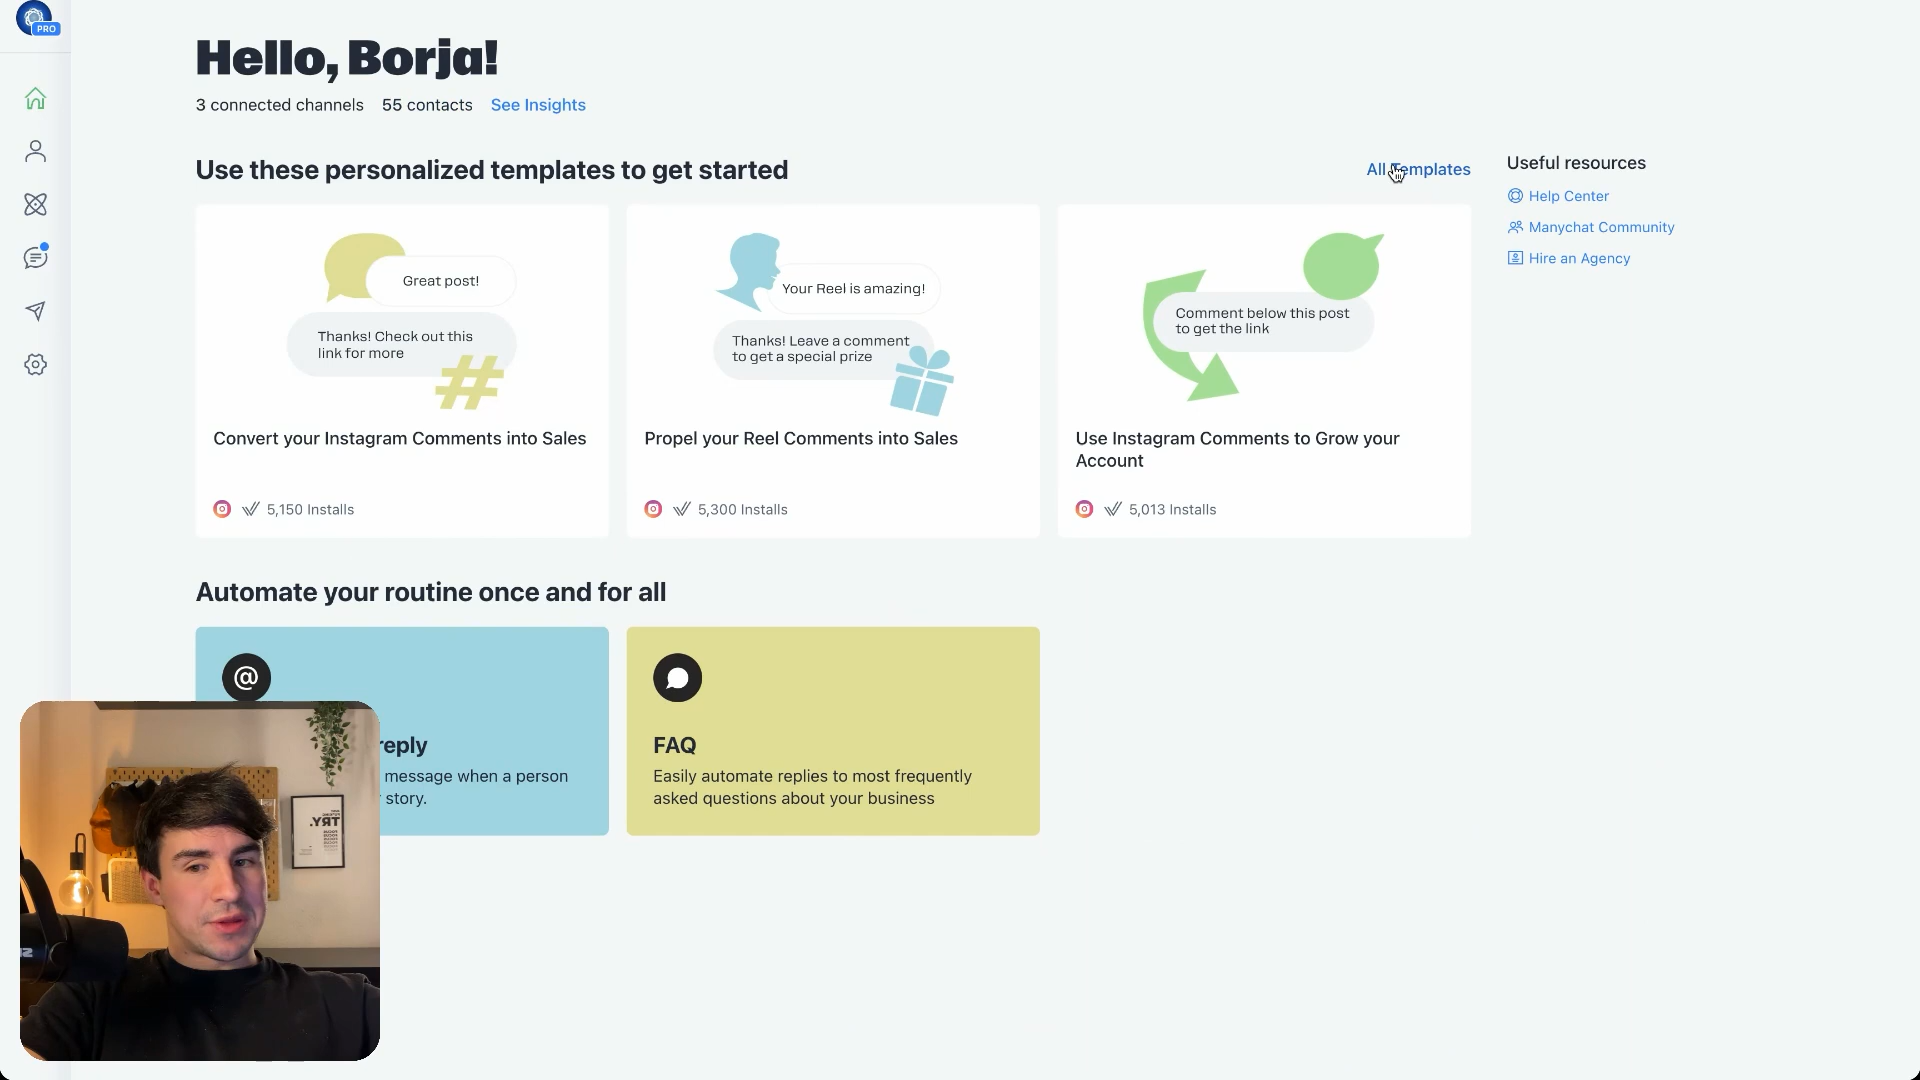 PRO
Hello, Borja!
3 connected channels 55 contacts See Insights
Use these personalized templates to get started
All Templates
Great post!
Thanks! Check out this
link for more
Convert your Instagram Comments into Sales
5,150 Installs
Your Reel is amazing!
Thanks! Leave a comment
to get a special prize
Propel your Reel Comments into Sales
5,300 Installs
Comment below this post
to get the link
Use Instagram Comments to Grow your
Account
5,013 Installs
Useful resources
Help Center
Manychat Community
Hire an Agency
Automate your routine once and for all
@
reply
message when a person
story.
FAQ
Easily automate replies to most frequently
asked questions about your business
TRY.